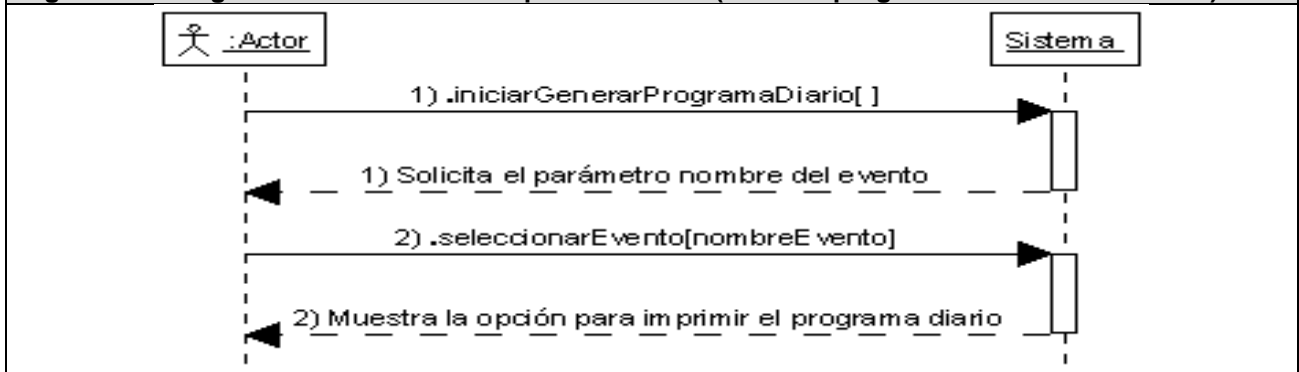 :Actor
Sistema
1) .iniciarGenerarProgramaDiario[ ]
1) Solicita el parámetro nombre del evento
2) .seleccionarEvento[nombreEvento]
2) Muestra la opción para imprimir el programa diario